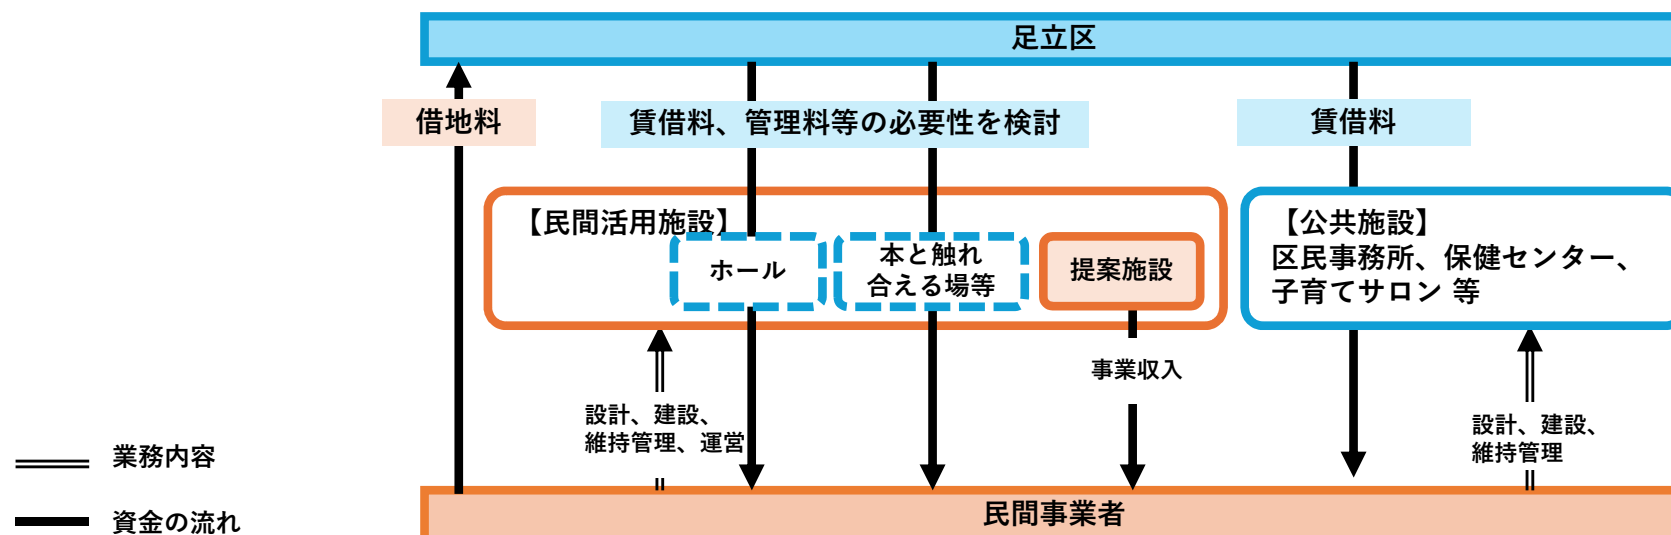 足立区
借地料
賃借料、管理料等の必要性を検討
賃借料
【民間活用施設】
ホール
本と触れ
合える場等
提案施設
【公共施設】
区民事務所、保健センター、
子育てサロン 等
事業収入
設計、建設、
維持管理、運営
設計、建設、
維持管理
業務内容
資金の流れ
民間事業者